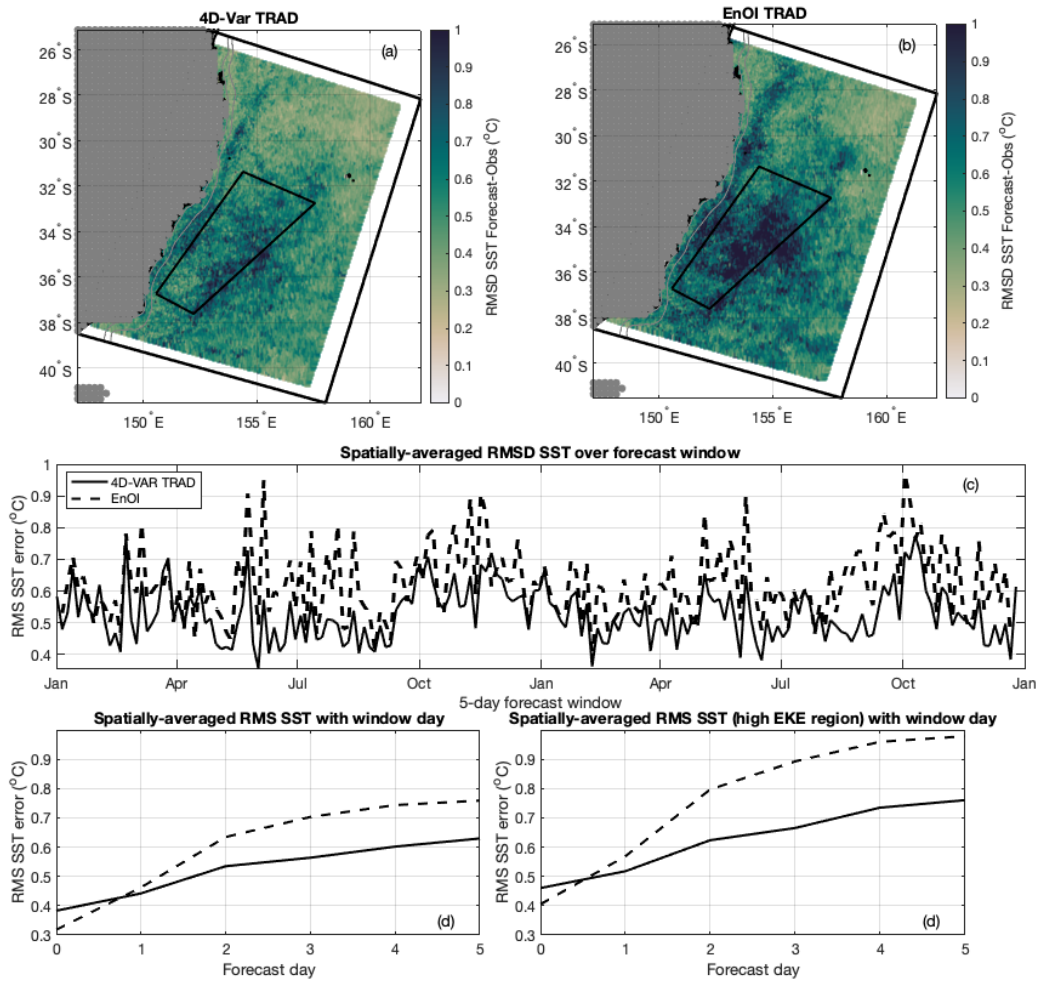 4D-Var TRAD
EnOI TRAD
(a)
(b)
26°S
28°S
30°S
32°S
34°S
36°S
38°S
40°S
150°E
155°E
160°E
1
0.9
0.8
0.7
0.6
0.5
0.4
0.3
0.2
0.1
0
RMSD SST Forecast-Obs (°C)
26°S
28°S
30°S
32°S
34°S
36°S
38°S
40°S
150°E
155°E
160°E
1
0.9
0.8
0.7
0.6
0.5
0.4
0.3
0.2
0.1
0
RMSD SST Forecast-Obs (°C)
Spatially-averaged RMSD SST over forecast window
4D-VAR TRAD
EnOI
(c)
RMS SST error (°C)
1
0.9
0.8
0.7
0.6
0.5
0.4
Jan
Apr
Jul
Oct
Jan
Apr
Jul
Oct
Jan
5-day forecast window
Spatially-averaged RMS SST with window day
RMS SST error (°C)
0.9
0.8
0.7
0.6
0.5
0.4
0.3
0
1
2
3
4
5
(d)
Forecast day
Spatially-averaged RMS SST (high EKE region) with window day
RMS SST error (°C)
0.9
0.8
0.7
0.6
0.5
0.4
0.3
0
1
2
3
4
5
(d)
Forecast day